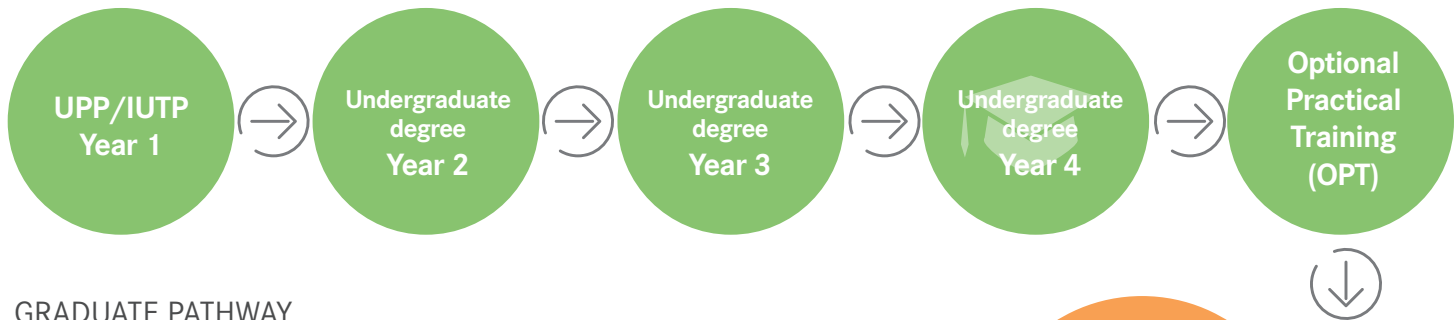 UPP/IUTP
Year 1
Undergraduate
degree
Year 2
Undergraduate
degree
Year 3
Undergraduate
degree
Year 4
Optional
Practical
Training
(OPT)
GRADUATE PATHWAY